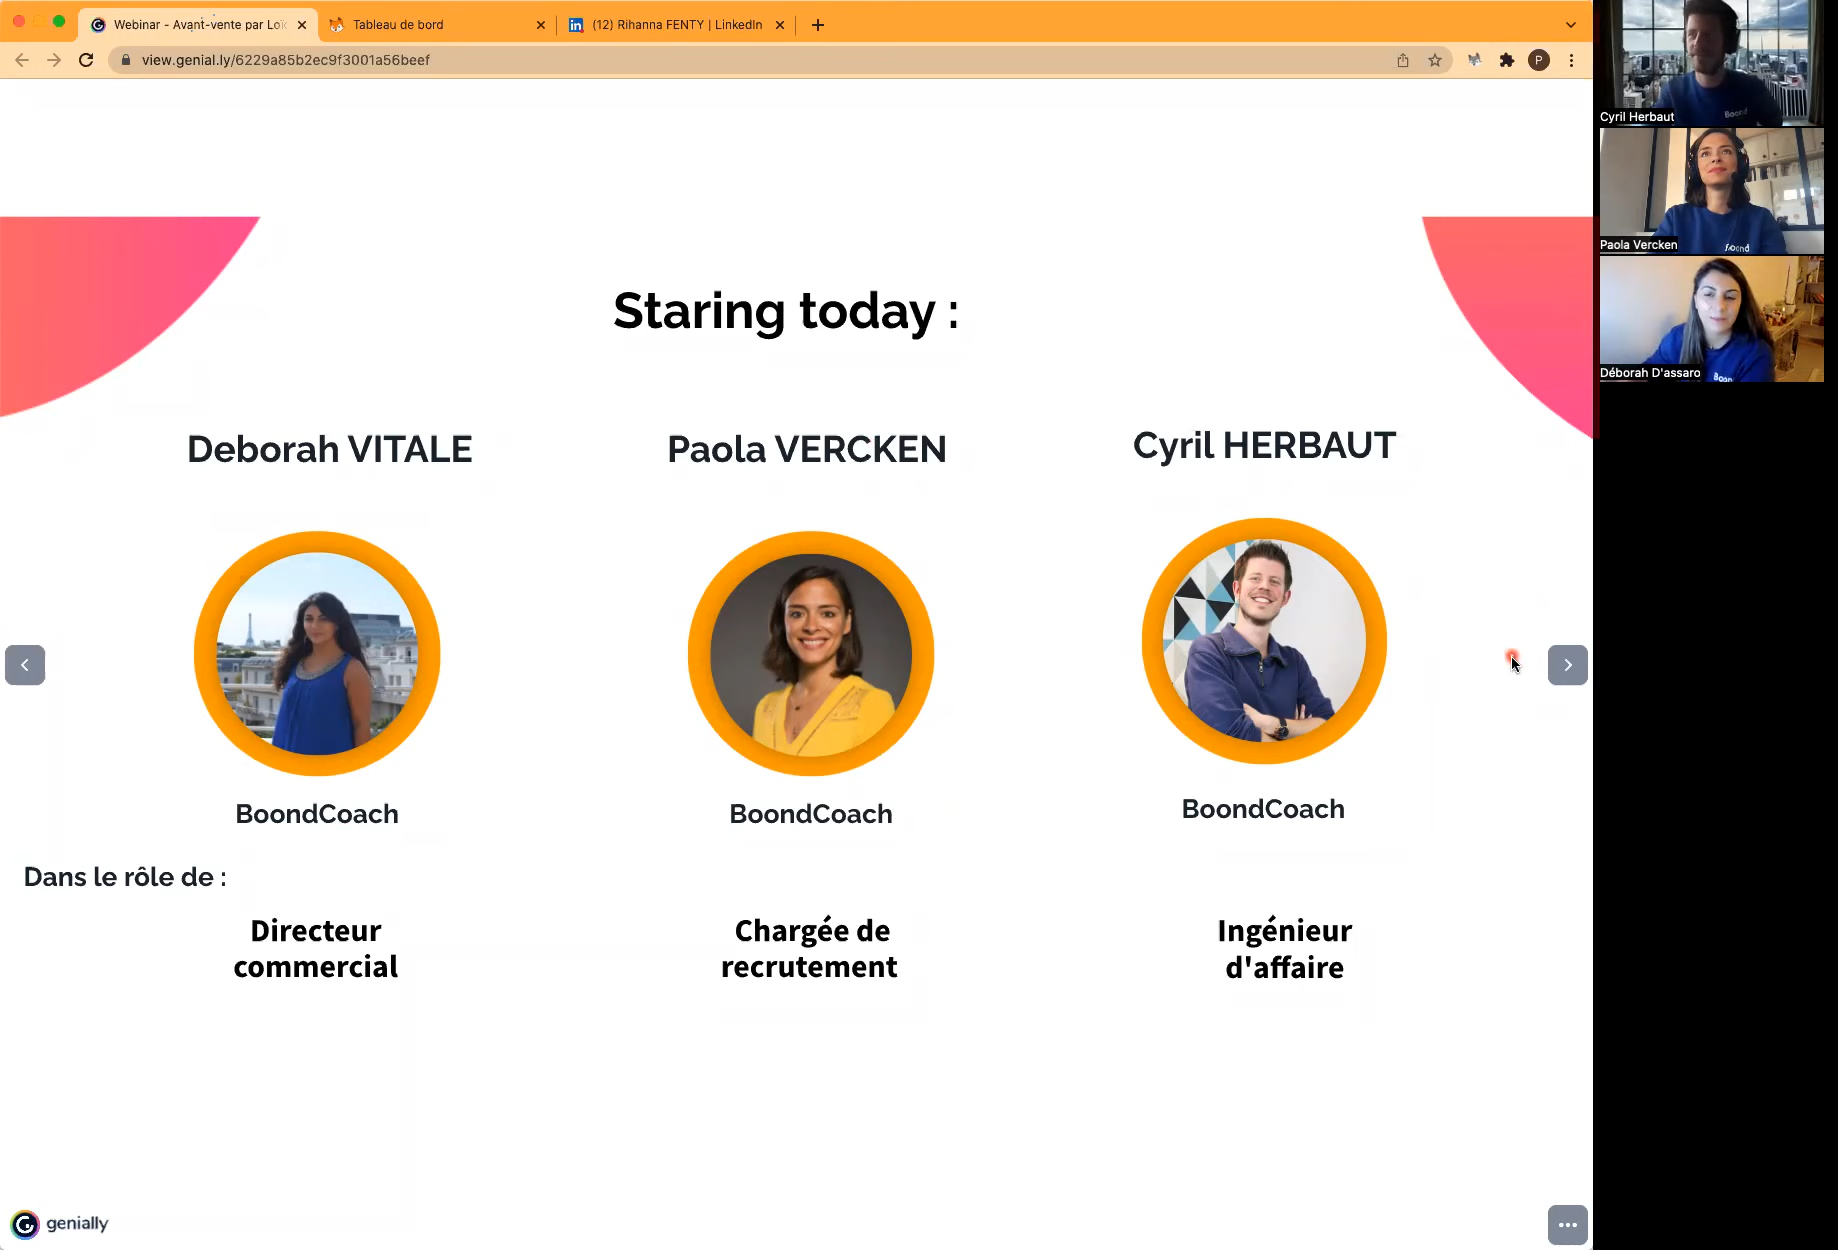 Webinar - Avant-vente par Loï
Tableau de bord
(12) Rihanna FENTY | LinkedIn
view.genial.ly/6229a85b2ec9f3001a56beef
P
Cyril Herbaut
Paola Vercken
Déborah D'assaro
Staring today :
Deborah VITALE
Paola VERCKEN
Cyril HERBAUT
BoondCoach
BoondCoach
BoondCoach
Dans le rôle de :
Directeur
commercial
Chargée de
recrutement
Ingénieur
d'affaire
genially